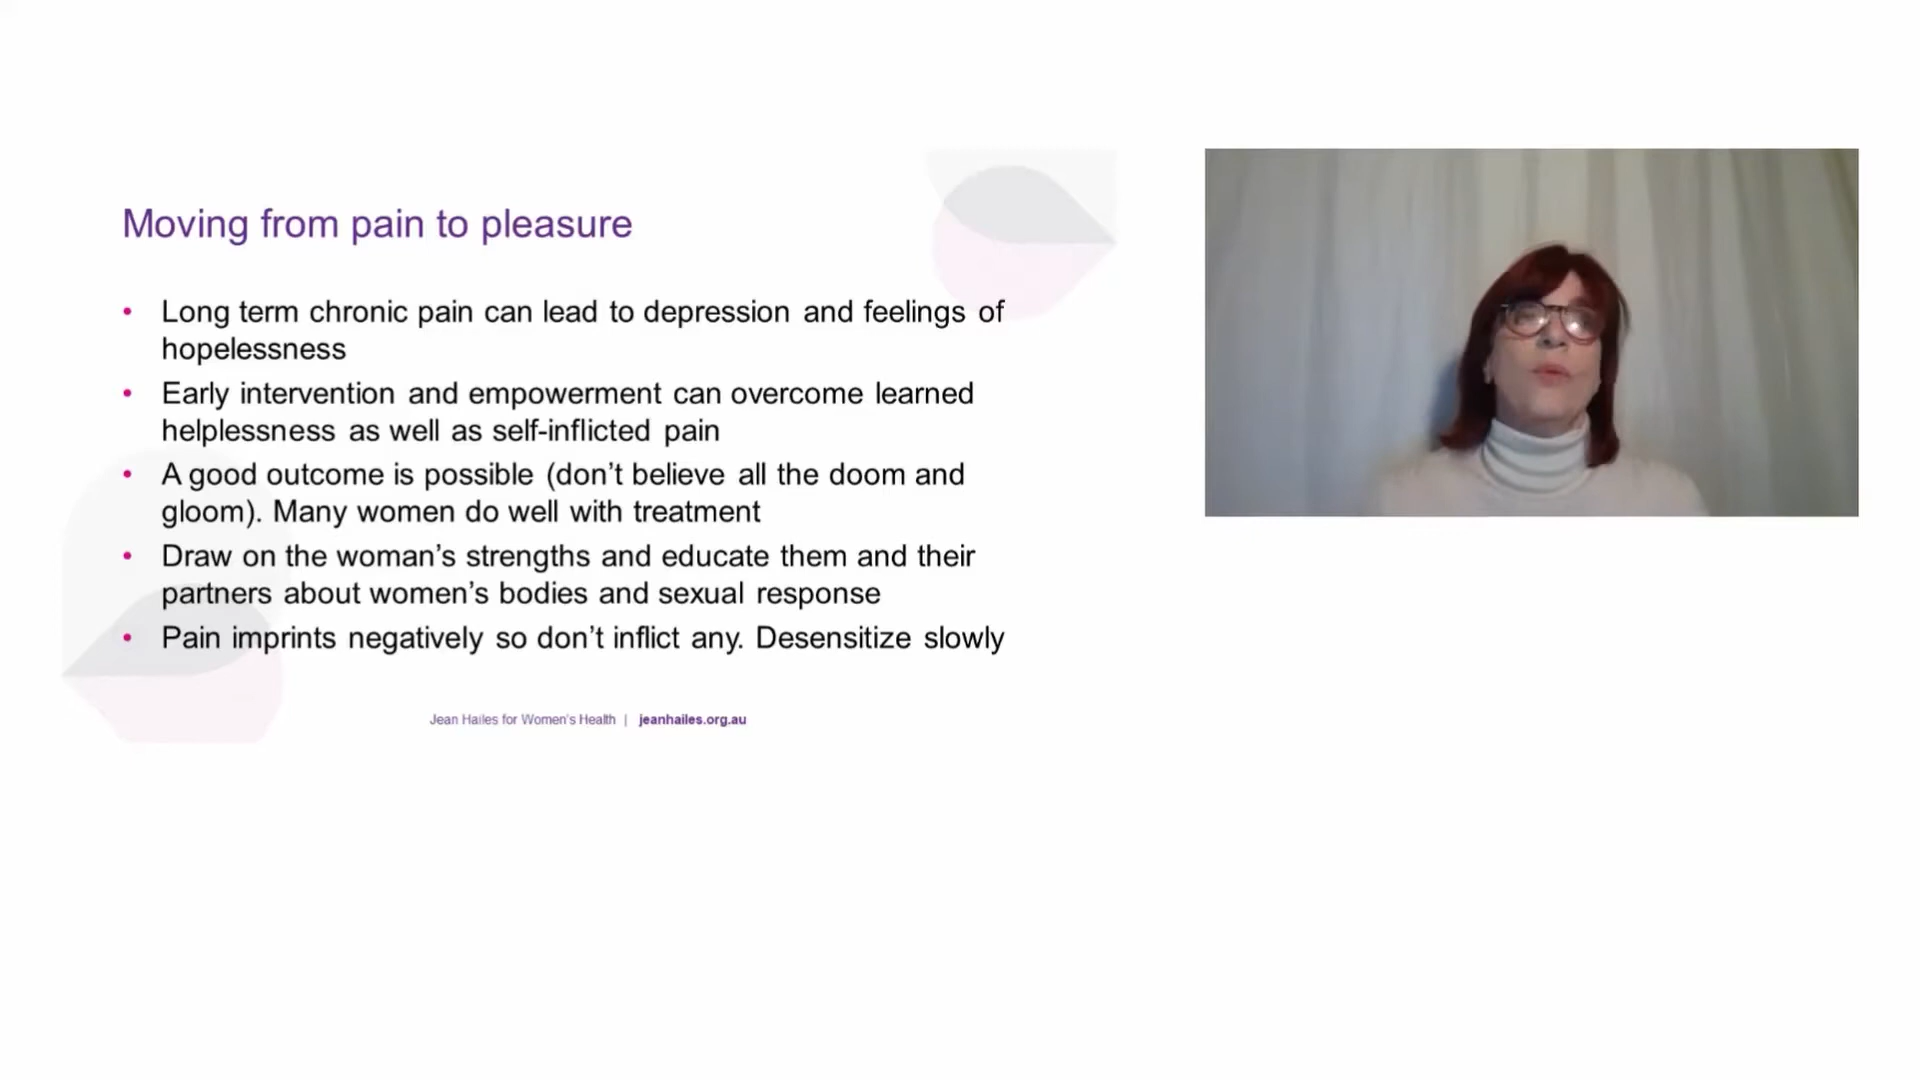 Moving from pain to pleasure
• Long term chronic pain can lead to depression and feelings of
hopelessness
• Early intervention and empowerment can overcome learned
helplessness as well as self-inflicted pain
• A good outcome is possible (don’t believe all the doom and
gloom). Many women do well with treatment
• Draw on the woman’s strengths and educate them and their
partners about women’s bodies and sexual response
• Pain imprints negatively so don’t inflict any. Desensitize slowly
Jean Hailes for Women’s Health | jeanhailes.org.au